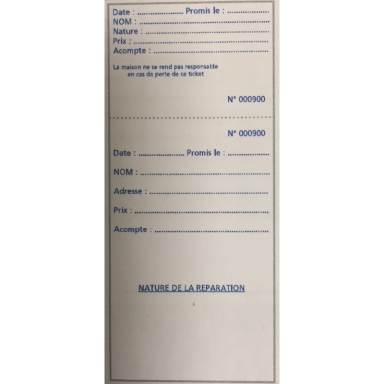 Date : .................... Promis le : ..................
NOM : .......................................................
Nature : ....................................................
Prix : .........................................................
Acompte : .................................................
La maison ne se rend pas responsable
en cas de perte de ce ticket
N° 000900
N° 000900
Date : .................... Promis le : ..................
NOM : .......................................................
Adresse : ...................................................
Prix : .........................................................
Acompte : .................................................
NATURE DE LA REPARATION